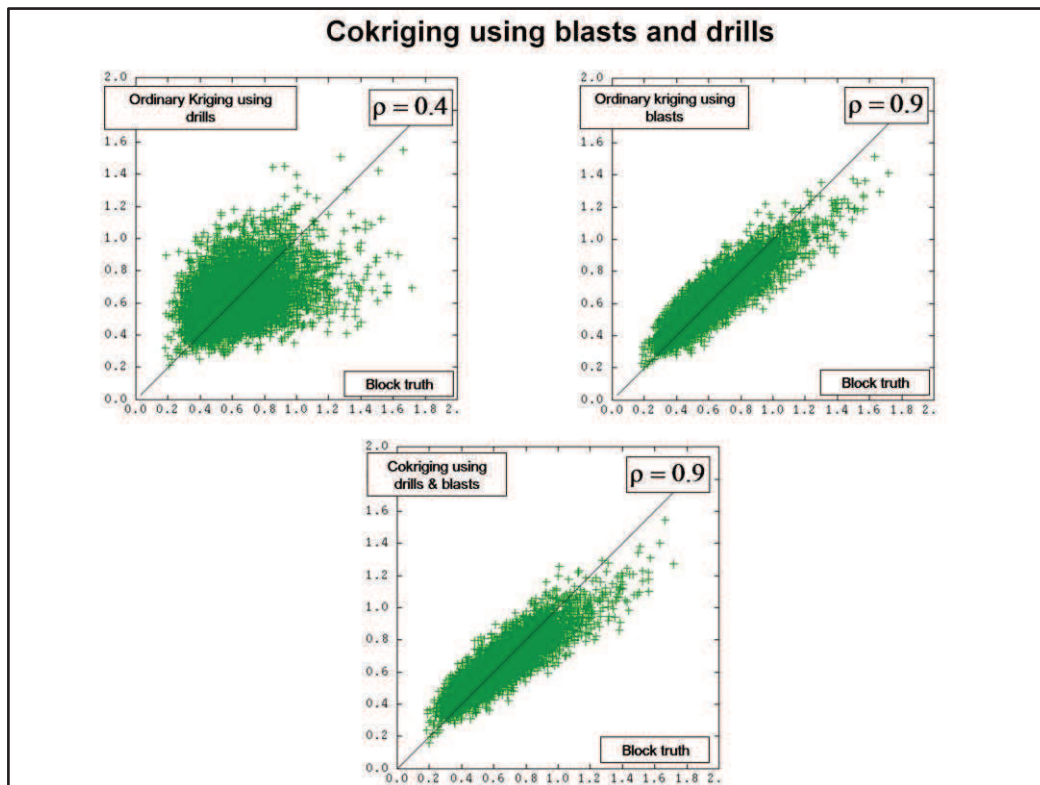 Cokriging using blasts and drills
2.0
Ordinary Kriging using
drills
ρ = 0.4
1.6
1.4
1.2
1.0
0.8
0.6
0.4
0.2
0.0
Block truth
0.0 0.2 0.4 0.6 0.8 1.0 1.2 1.4 1.6 1.8 2.
2.0
Ordinary kriging using
blasts
ρ = 0.9
1.6
1.4
1.2
1.0
0.8
0.6
0.4
0.2
0.0
Block truth
0.0 0.2 0.4 0.6 0.8 1.0 1.2 1.4 1.6 1.8 2.0
2.0
Cokriging using
drills & blasts
ρ = 0.9
1.6
1.4
1.2
1.0
0.8
0.6
0.4
0.2
0.0
Block truth
0.0 0.2 0.4 0.6 0.8 1.0 1.2 1.4 1.6 1.8 2.